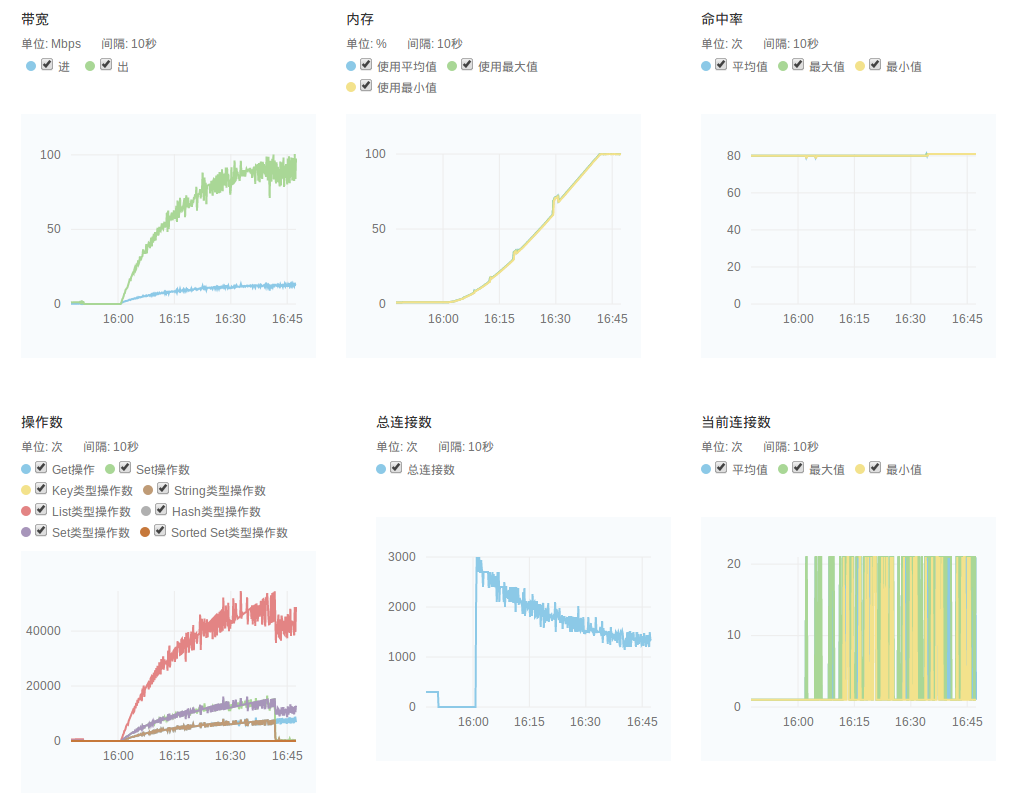 带宽
单位: Mbps 间隔: 10秒
进 出
100
50
0
16:00 16:15 16:30 16:45
内存
单位: % 间隔: 10秒
使用平均值 使用最大值
使用最小值
100
50
0
16:00 16:15 16:30 16:45
命中率
单位: 次 间隔: 10秒
平均值 最大值 最小值
80
60
40
20
0
16:00 16:15 16:30 16:45
操作数
单位: 次 间隔: 10秒
Get操作 Set操作数
Key类型操作数 String类型操作数
List类型操作数 Hash类型操作数
Set类型操作数 Sorted Set类型操作数
40000
20000
0
16:00 16:15 16:30 16:45
总连接数
单位: 次 间隔: 10秒
总连接数
3000
2000
1000
0
16:00 16:15 16:30 16:45
当前连接数
单位: 次 间隔: 10秒
平均值 最大值 最小值
20
10
0
16:00 16:15 16:30 16:45